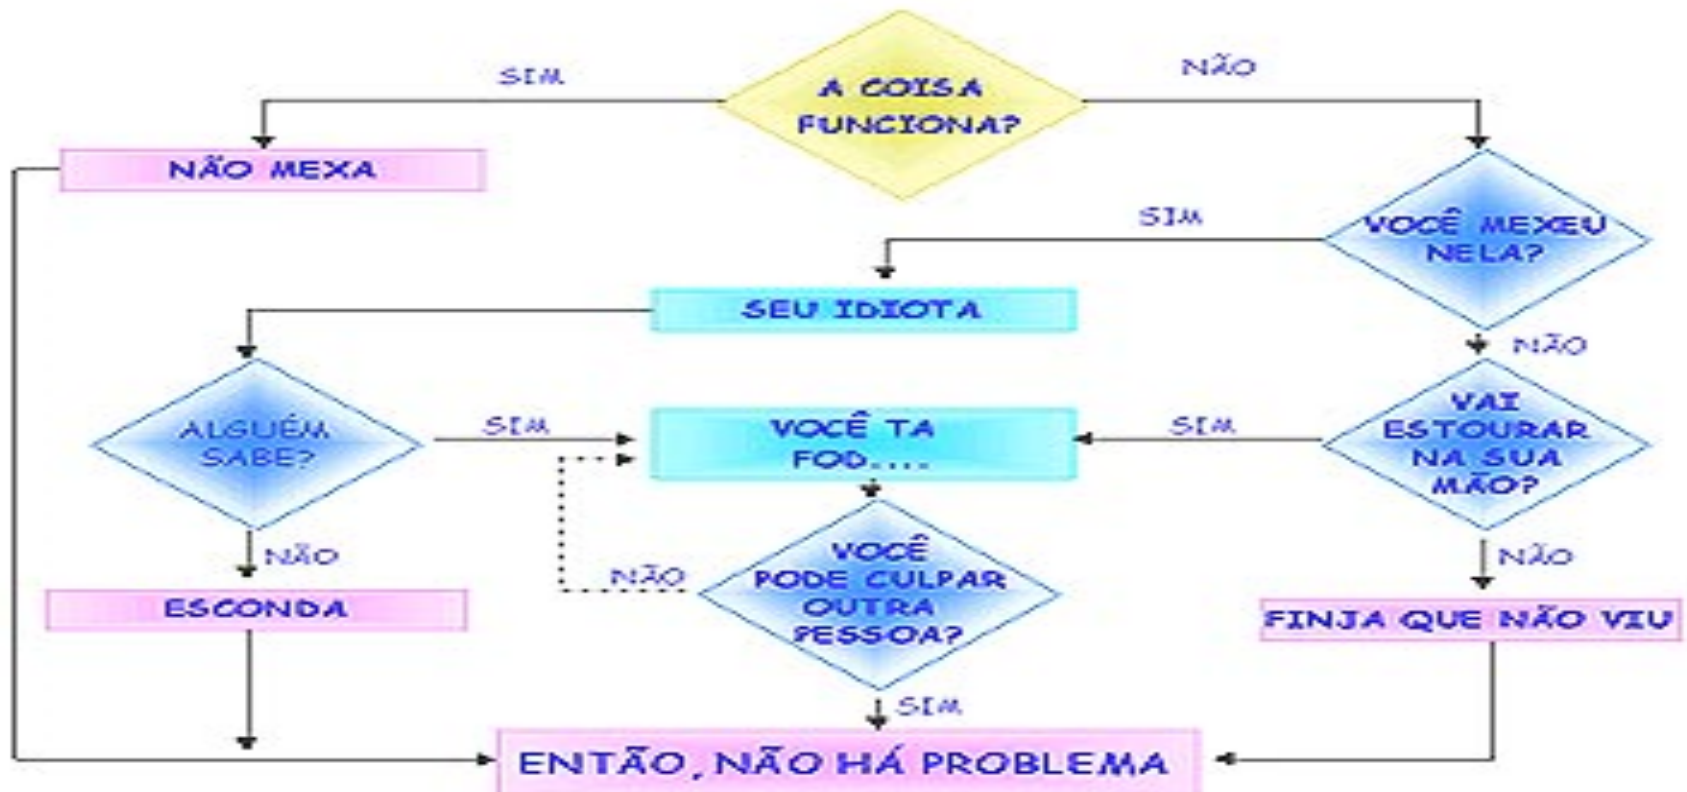 A COISA
FUNCIONA?
SIM
NÃO
NÃO MEXA
VOCÊ MEXEU
NELA?
SIM
SEU IDIOTA
NÃO
ALGUÉM
SABE?
SIM
VOCÊ TA
FOD....
SIM
VAI
ESTOURAR
NA SUA
MÃO?
NÃO
ESCONDA
NÃO
VOCÊ
PODE CULPAR
OUTRA
PESSOA?
NÃO
FINJA QUE NÃO VIU
SIM
ENTÃO, NÃO HÁ PROBLEMA